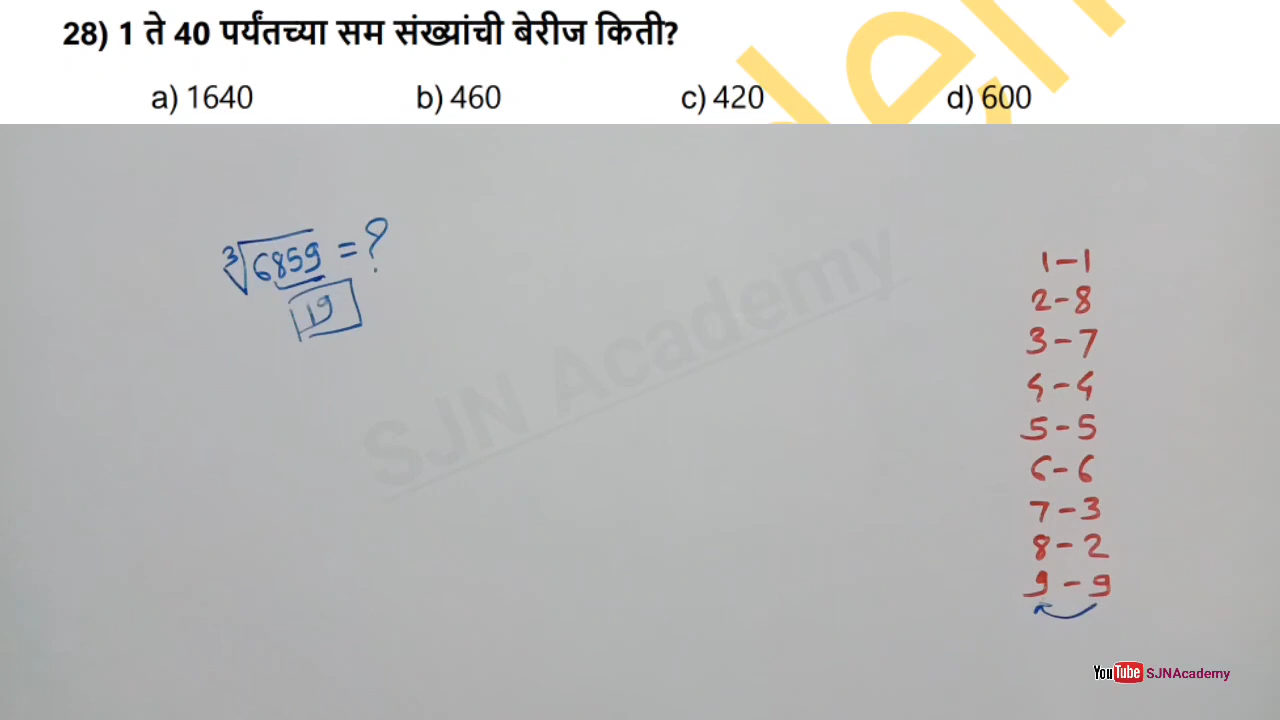 28) 1 ते 40 पर्यंतच्या सम संख्यांची बेरीज किती?
a) 1640 b) 460 c) 420 d) 600
∛6859 = ?
19
1 - 1
2 - 8
3 - 7
4 - 4
5 - 5
6 - 6
7 - 3
8 - 2
9 - 9
SJN Academy
YouTube SJNAcademy